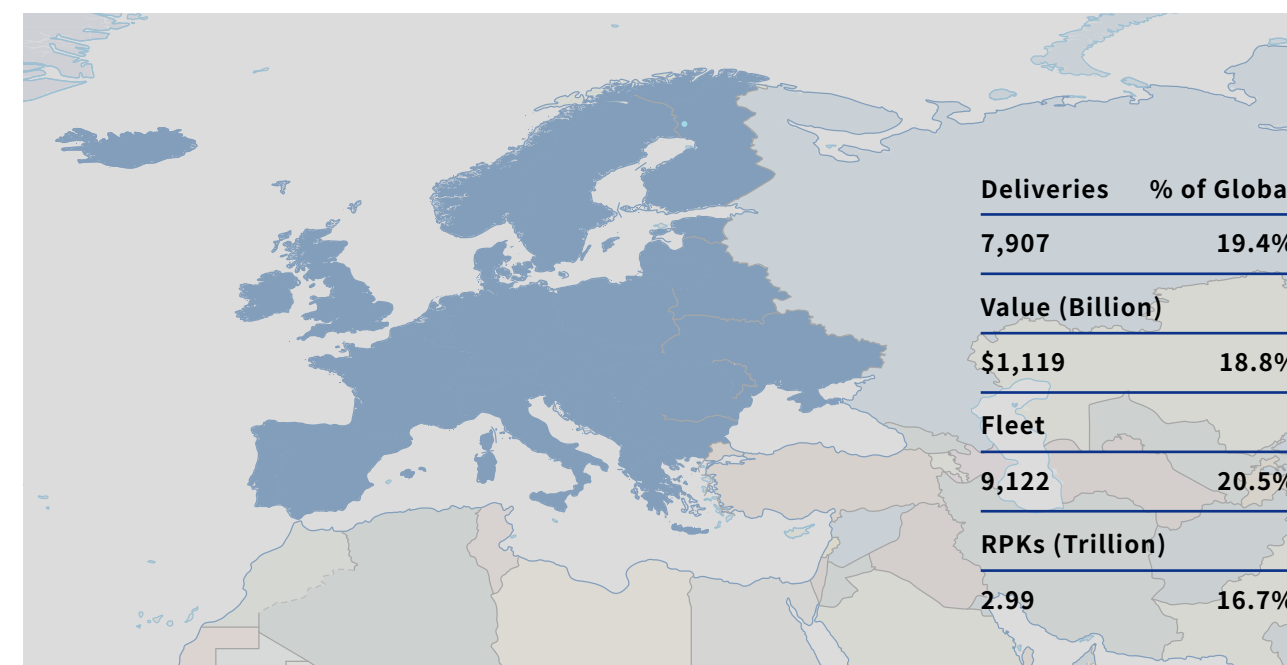 Deliveries % of Globa
7,907 19.4%
Value (Billion)
$1,119 18.8%
Fleet
9,122 20.5%
RPKs (Trillion)
2.99 16.7%